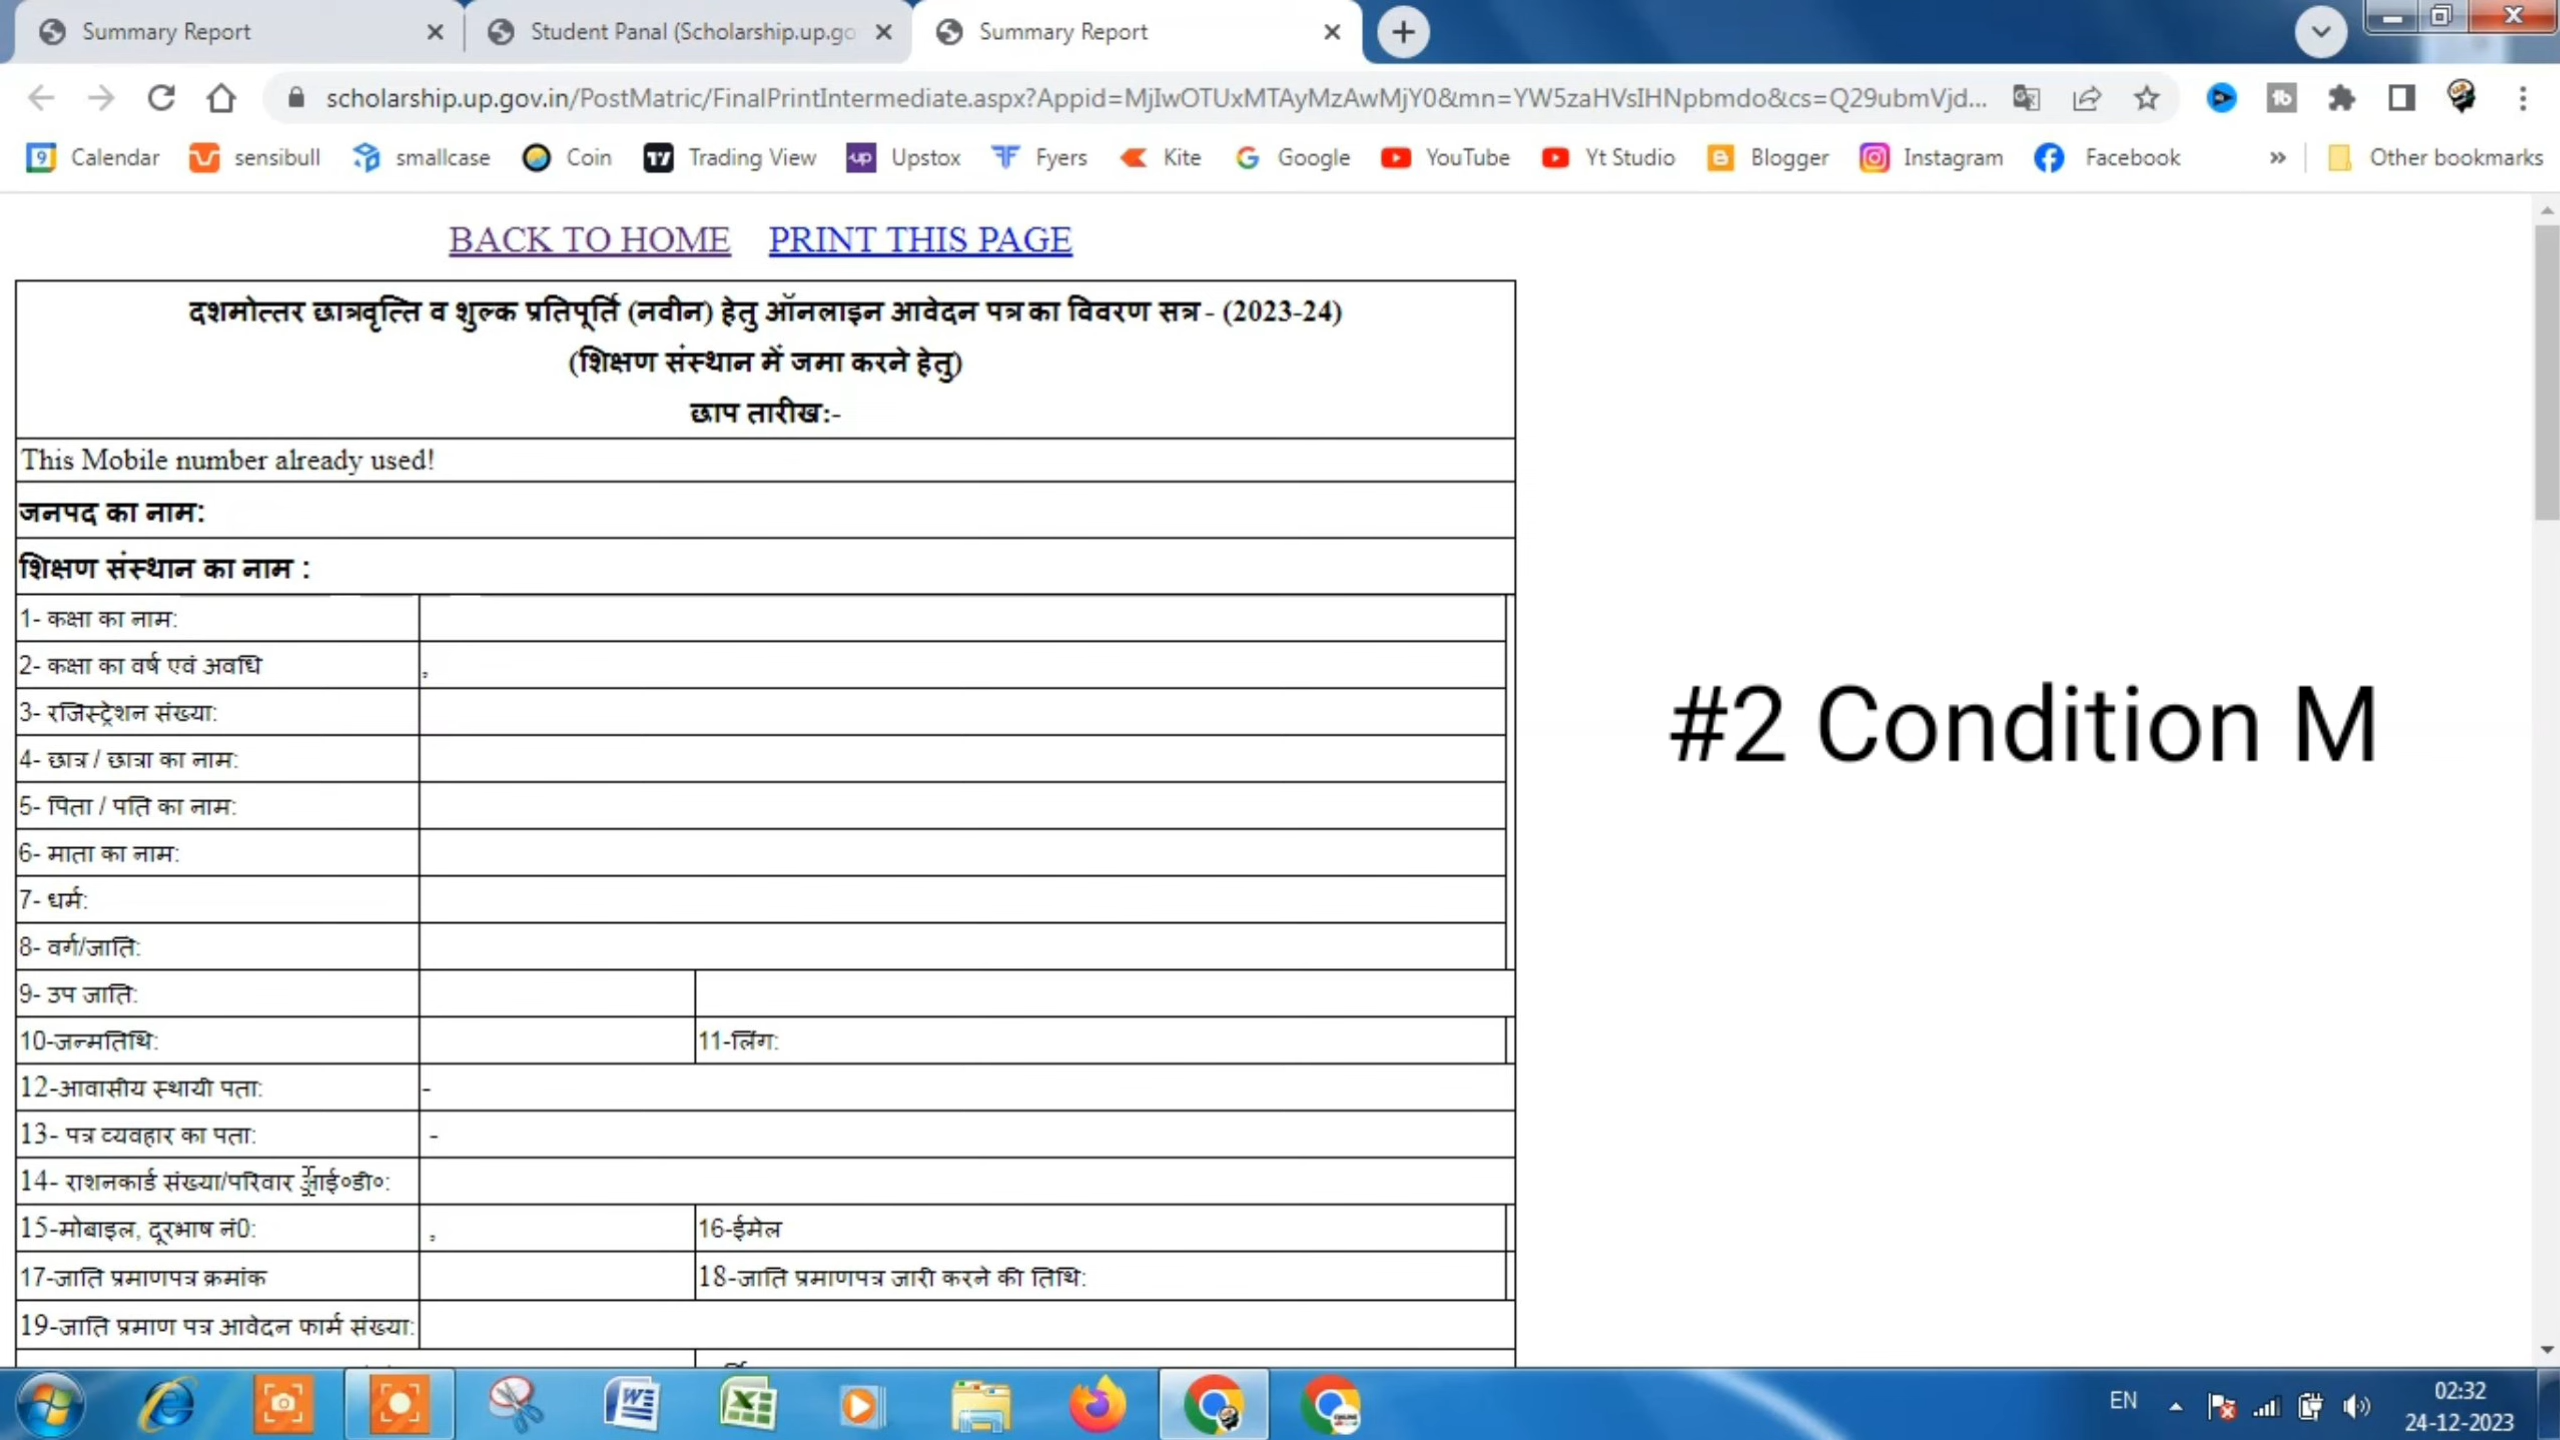 Summary Report
Student Panal (Scholarship.up.go
Summary Report
scholarship.up.gov.in/PostMatric/FinalPrintIntermediate.aspx?Appid=MjIwOTUxMTAyMzAwMjY0&mn=YW5zaHVsIHNpbmdo&cs=Q29ubmVjd...
Calendar sensibull smallcase Coin Trading View Upstox Fyers Kite Google YouTube Yt Studio Blogger Instagram Facebook » Other bookmarks
BACK TO HOME PRINT THIS PAGE
दशमोत्तर छात्रवृत्ति व शुल्क प्रतिपूर्ति (नवीन) हेतु ऑनलाइन आवेदन पत्र का विवरण सत्र - (2023-24)
(शिक्षण संस्थान में जमा करने हेतु)
छाप तारीख:-
This Mobile number already used!
जनपद का नाम:
शिक्षण संस्थान का नाम :
1- कक्षा का नाम:
2- कक्षा का वर्ष एवं अवधि ,
3- रजिस्ट्रेशन संख्या:
4- छात्र / छात्रा का नाम:
5- पिता / पति का नाम:
6- माता का नाम:
7- धर्म:
8- वर्ग/जाति:
9- उप जाति:
10-जन्मतिथि: 11-लिंग:
12-आवासीय स्थायी पता: -
13- पत्र व्यवहार का पता: -
14- राशनकार्ड संख्या/परिवार आई०डी०:
15-मोबाइल, दूरभाष नं0: , 16-ईमेल
17-जाति प्रमाणपत्र क्रमांक 18-जाति प्रमाणपत्र जारी करने की तिथि:
19-जाति प्रमाण पत्र आवेदन फार्म संख्या:
#2 Condition M
EN
02:32
24-12-2023